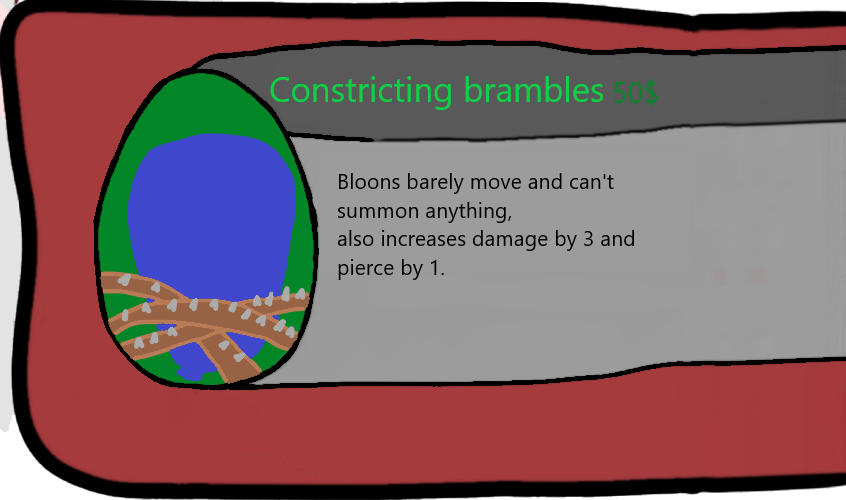 Constricting brambles 50$
Bloons barely move and can't
summon anything,
also increases damage by 3 and
pierce by 1.